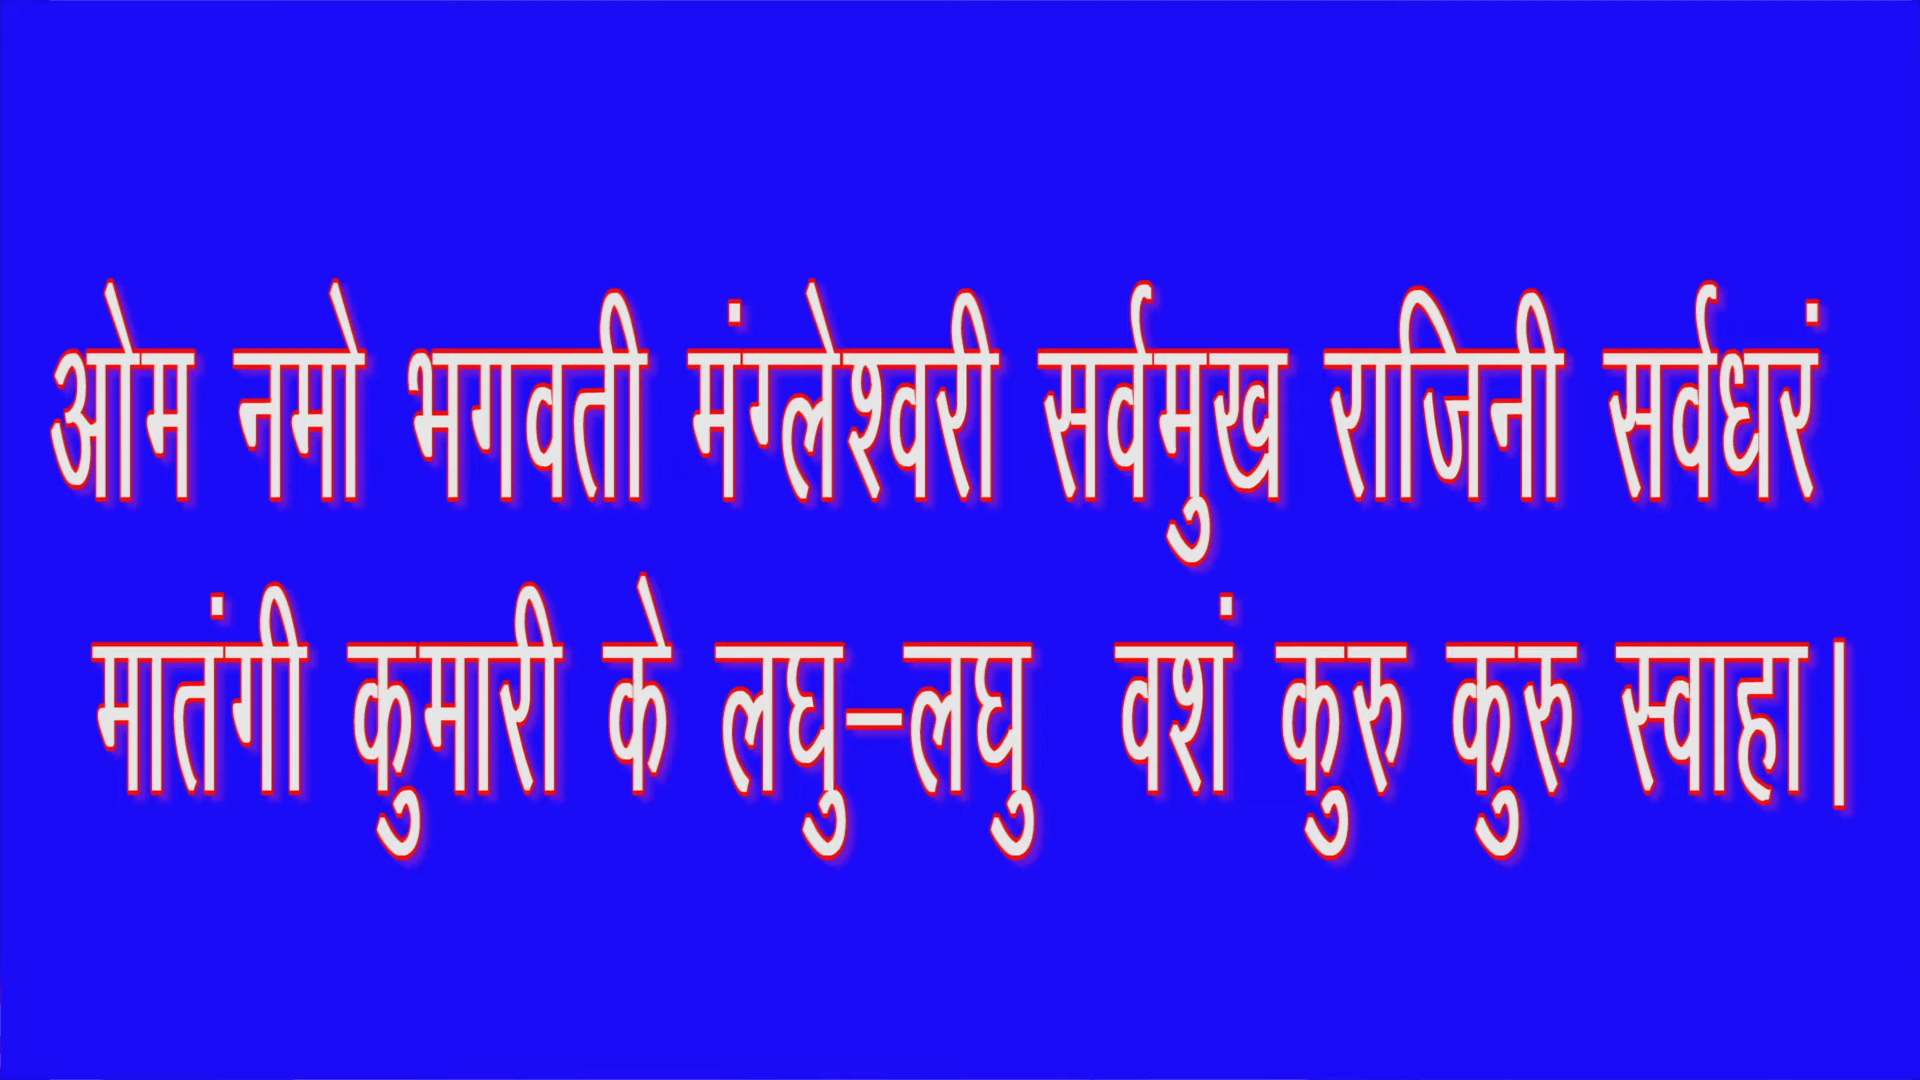 ओम नमो भगवती मंग्लेश्वरी सर्वमुख राजिनी सर्वधरं
मातंगी कुमारी के लघु–लघु वशं कुरु कुरु स्वाहा।